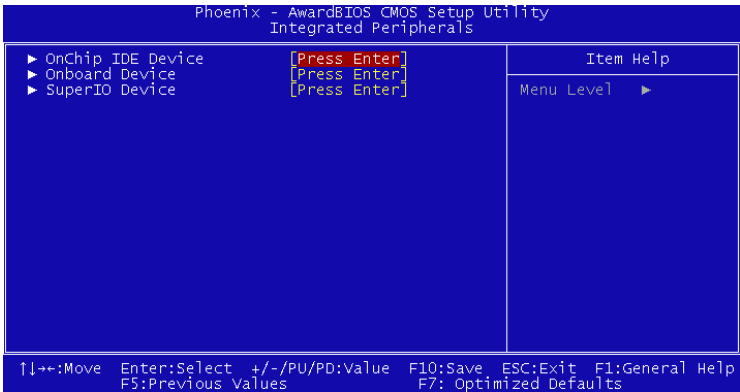 Phoenix - AwardBIOS CMOS Setup Utility
Integrated Peripherals
► OnChip IDE Device [Press Enter]
► Onboard Device [Press Enter]
► SuperIO Device [Press Enter]
Item Help
Menu Level ►
↑↓→←:Move Enter:Select +/-/PU/PD:Value F10:Save ESC:Exit F1:General Help
F5:Previous Values F7: Optimized Defaults